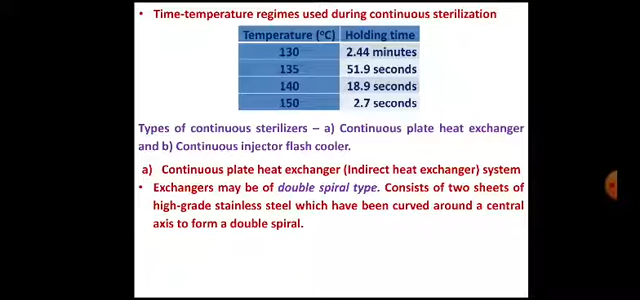 • Time-temperature regimes used during continuous sterilization
Temperature (°C) Holding time
130 2.44 minutes
135 51.9 seconds
140 18.9 seconds
150 2.7 seconds
Types of continuous sterilizers – a) Continuous plate heat exchanger
and b) Continuous injector flash cooler.
a) Continuous plate heat exchanger (Indirect heat exchanger) system
• Exchangers may be of double spiral type. Consists of two sheets of
high-grade stainless steel which have been curved around a central
axis to form a double spiral.